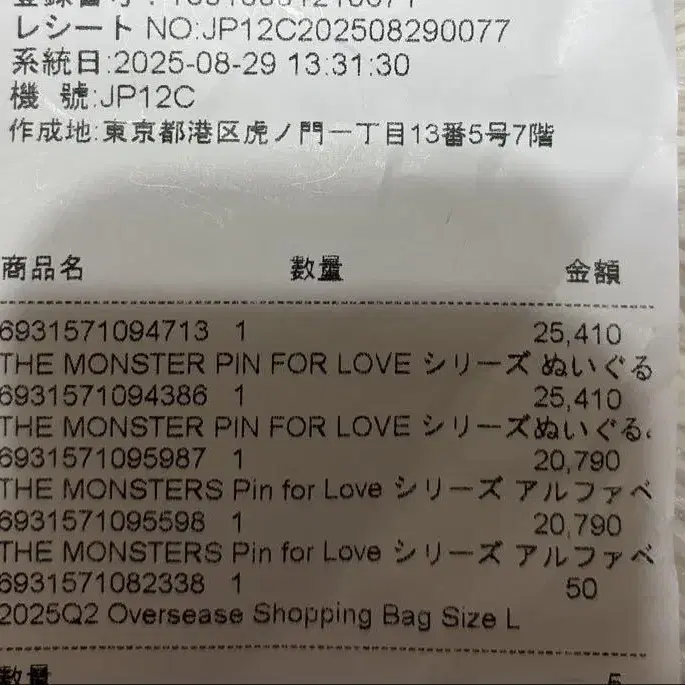 レシート NO:JP12C202508290077
系統日:2025-08-29 13:31:30
機 號:JP12C
作成地:東京都港区虎ノ門一丁目13番5号7階
商品名 数量 金額
6931571094713 1 25,410
THE MONSTER PIN FOR LOVE シリーズ ぬいぐる
6931571094386 1 25,410
THE MONSTER PIN FOR LOVE シリーズぬいぐる
6931571095987 1 20,790
THE MONSTERS Pin for Love シリーズ アルファベ
6931571095598 1 20,790
THE MONSTERS Pin for Love シリーズ アルファベ
6931571082338 1 50
2025Q2 Oversease Shopping Bag Size L
数量 5